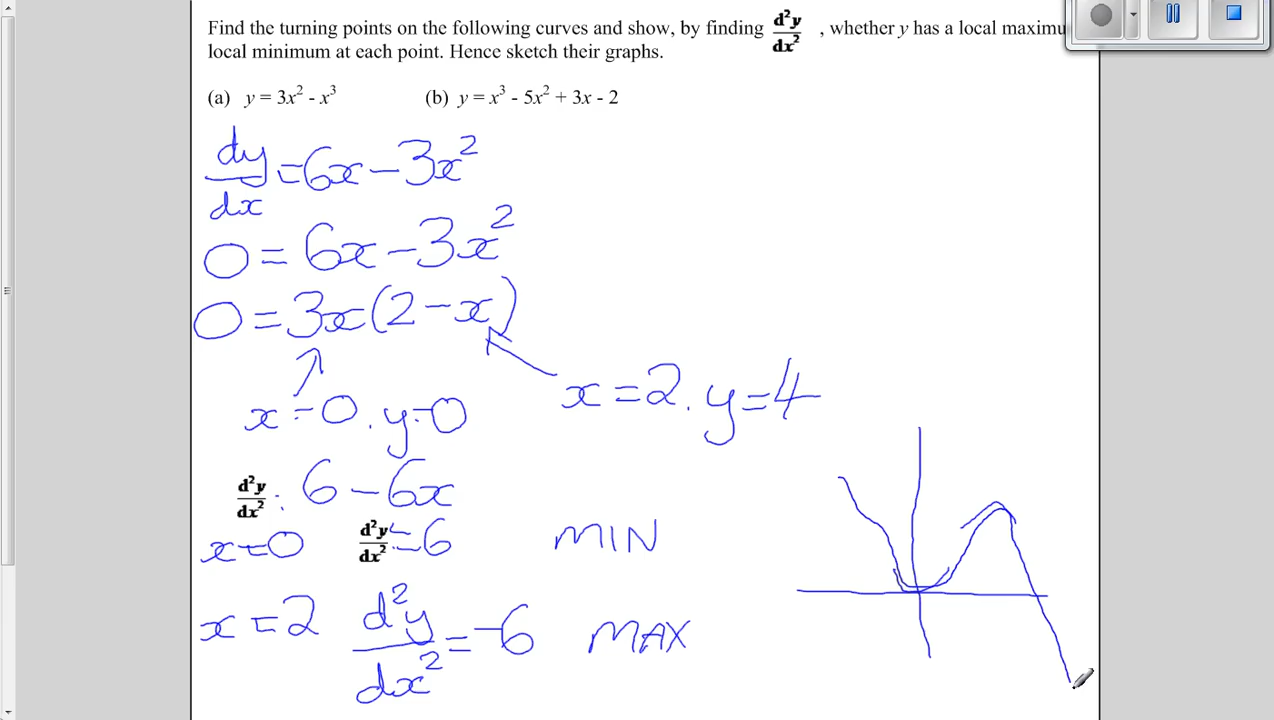 Find the turning points on the following curves and show, by finding d²y/dx² , whether y has a local maximu
local minimum at each point. Hence sketch their graphs.
(a) y = 3x² - x³ (b) y = x³ - 5x² + 3x - 2
dy/dx = 6x - 3x²
0 = 6x - 3x²
0 = 3x(2 - x)
x = 2. y = 4
x = 0. y = 0
d²y/dx² : 6 - 6x
x = 0 d²y/dx² = 6 MIN
x = 2 d²y/dx² = -6 MAX